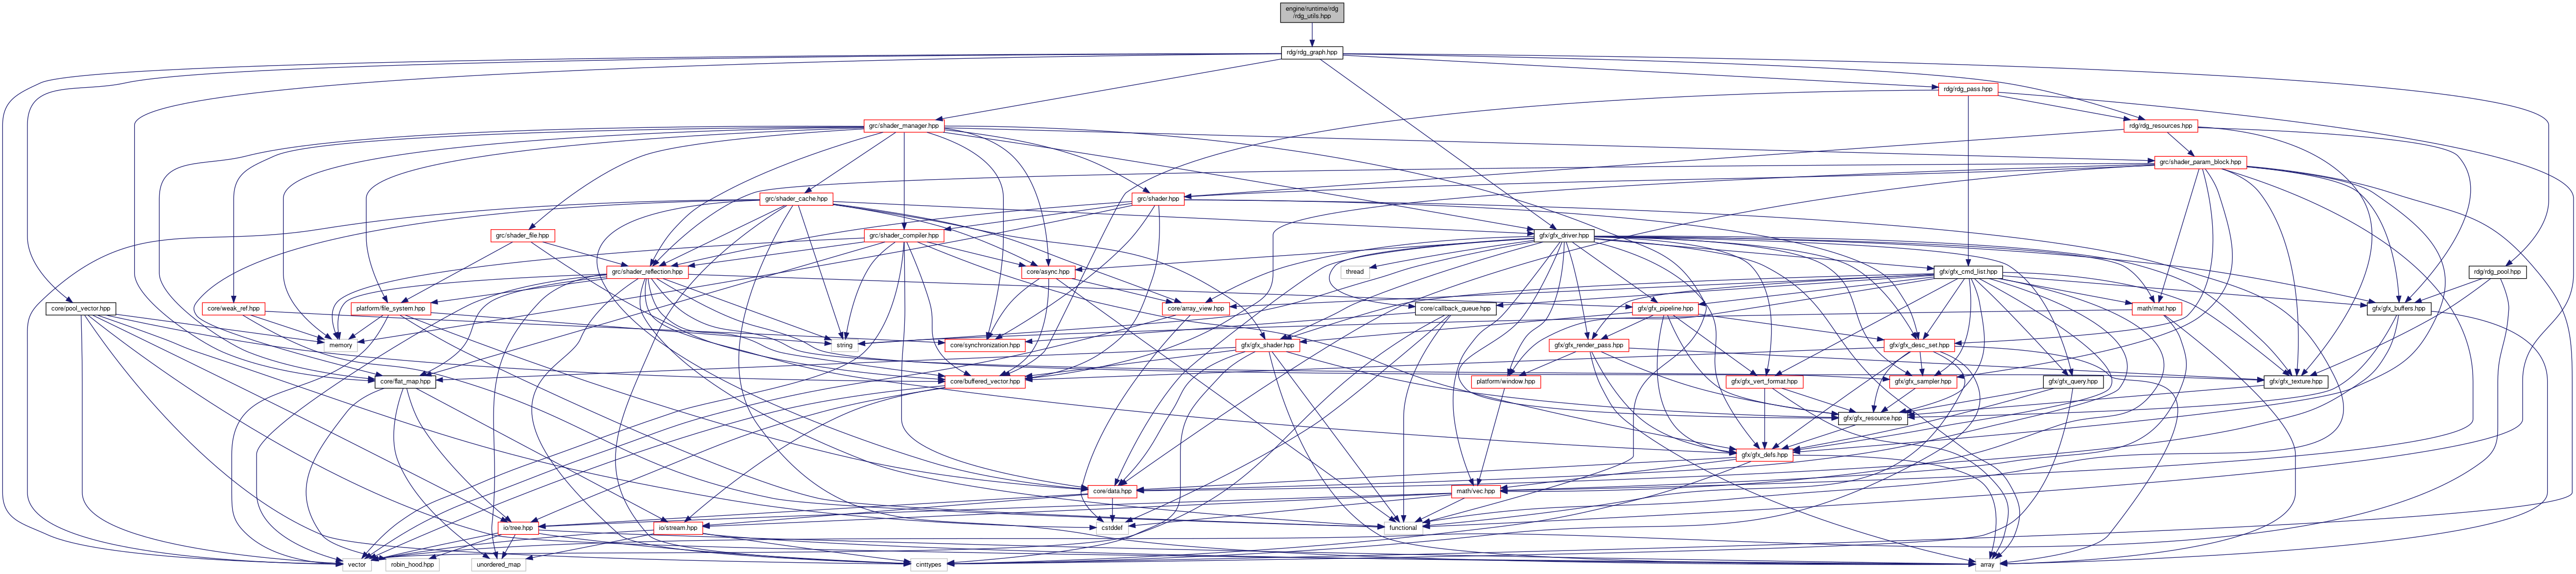 engine/runtime/rdg
/rdg_utils.hpp
rdg/rdg_graph.hpp
rdg/rdg_pass.hpp
grc/shader_manager.hpp
rdg/rdg_resources.hpp
grc/shader_param_block.hpp
grc/shader_cache.hpp
grc/shader.hpp
grc/shader_file.hpp
grc/shader_compiler.hpp
gfx/gfx_driver.hpp
grc/shader_reflection.hpp
core/async.hpp
thread
gfx/gfx_cmd_list.hpp
rdg/rdg_pool.hpp
core/pool_vector.hpp
core/weak_ref.hpp
platform/file_system.hpp
core/array_view.hpp
core/callback_queue.hpp
gfx/gfx_pipeline.hpp
math/mat.hpp
gfx/gfx_buffers.hpp
memory
string
core/synchronization.hpp
gfx/gfx_shader.hpp
gfx/gfx_render_pass.hpp
gfx/gfx_desc_set.hpp
core/flat_map.hpp
core/buffered_vector.hpp
platform/window.hpp
gfx/gfx_vert_format.hpp
gfx/gfx_sampler.hpp
gfx/gfx_query.hpp
gfx/gfx_texture.hpp
gfx/gfx_resource.hpp
gfx/gfx_defs.hpp
core/data.hpp
math/vec.hpp
io/tree.hpp
io/stream.hpp
cstddef
functional
vector
robin_hood.hpp
unordered_map
cinttypes
array